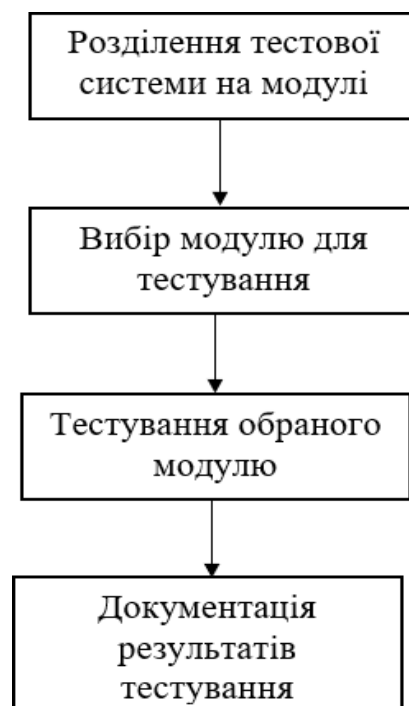 Розділення тестової
системи на модулі
Вибір модулю для
тестування
Тестування обраного
модулю
Документація
результатів
тестування